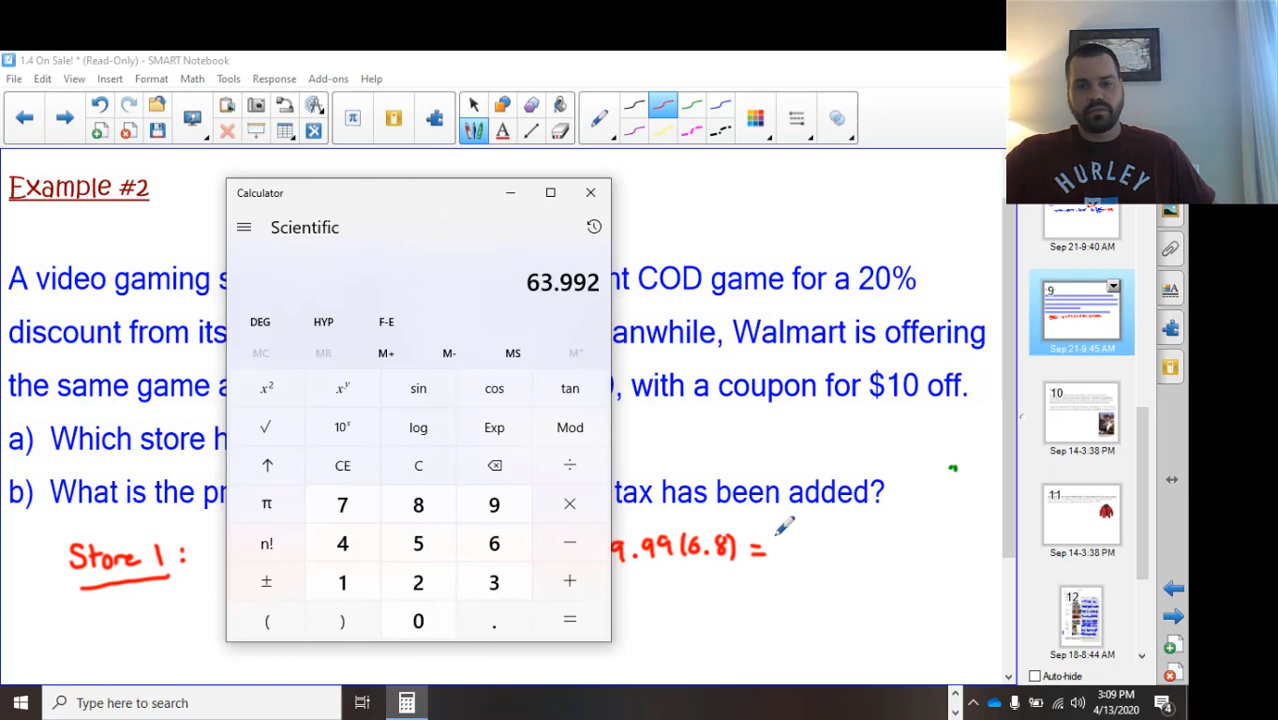 1.4 On Sale! * (Read-Only) - SMART Notebook
File Edit View Insert Format Math Tools Response Add-ons Help
HURLEY
Example #2
Calculator
Scientific
63.992
DEG HYP F-E
MC MR M+ M- MS M˅
x² xʸ sin cos tan
√ 10ˣ log Exp Mod
↑ CE C ÷
π 7 8 9 ×
n! 4 5 6 −
± 1 2 3 +
( ) 0 . =
A video gaming nt COD game for a 20%
discount from its anwhile, Walmart is offering
the same game , with a coupon for $10 off.
a) Which store
b) What is the tax has been added?
Store 1 : 9.99(6.8) =
Sep 21-9:40 AM
9
Sep 21-9:45 AM
10
Sep 14-3:38 PM
11
Sep 14-3:38 PM
12
Sep 18-8:44 AM
Auto-hide
Type here to search
3:09 PM
4/13/2020
4